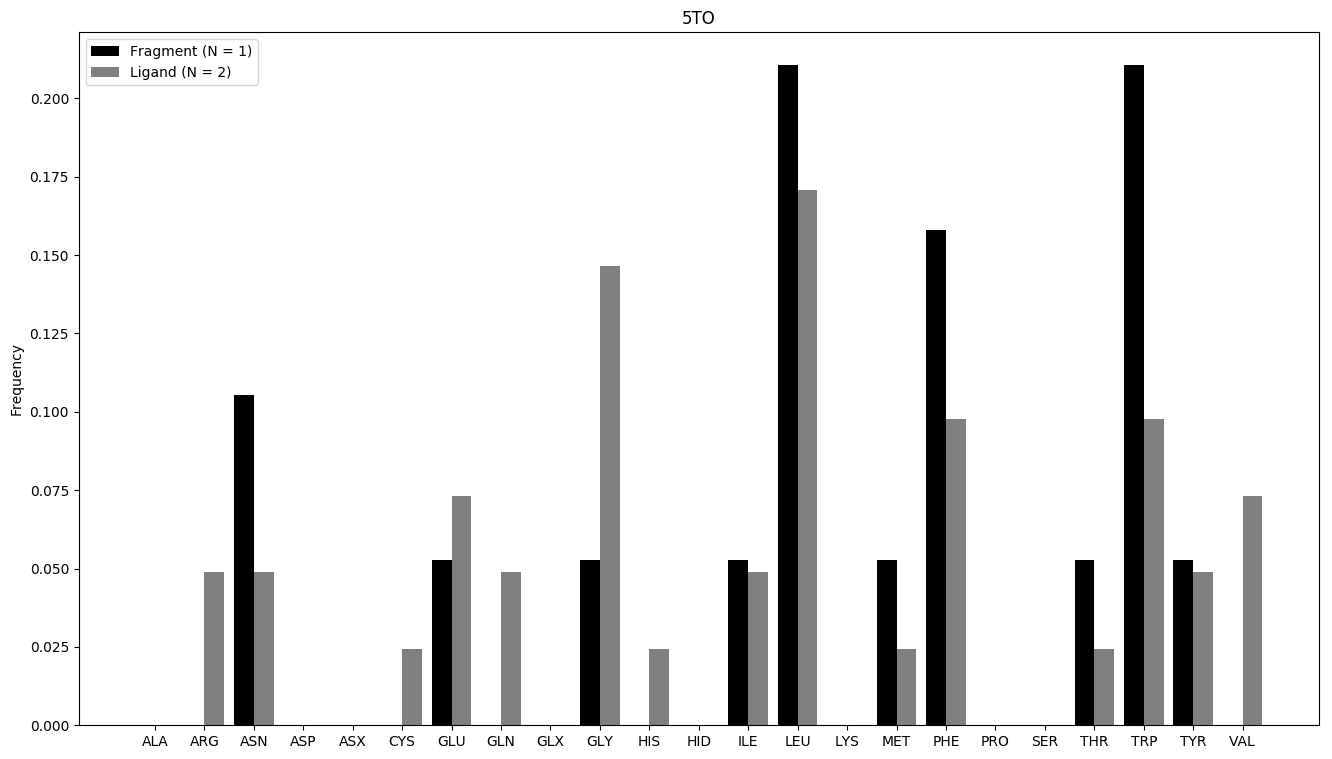 5TO
Fragment (N = 1)
Ligand (N = 2)
Frequency
0.200
0.175
0.150
0.125
0.100
0.075
0.050
0.025
0.000
ALA ARG ASN ASP ASX CYS GLU GLN GLX GLY HIS HID ILE LEU LYS MET PHE PRO SER THR TRP TYR VAL